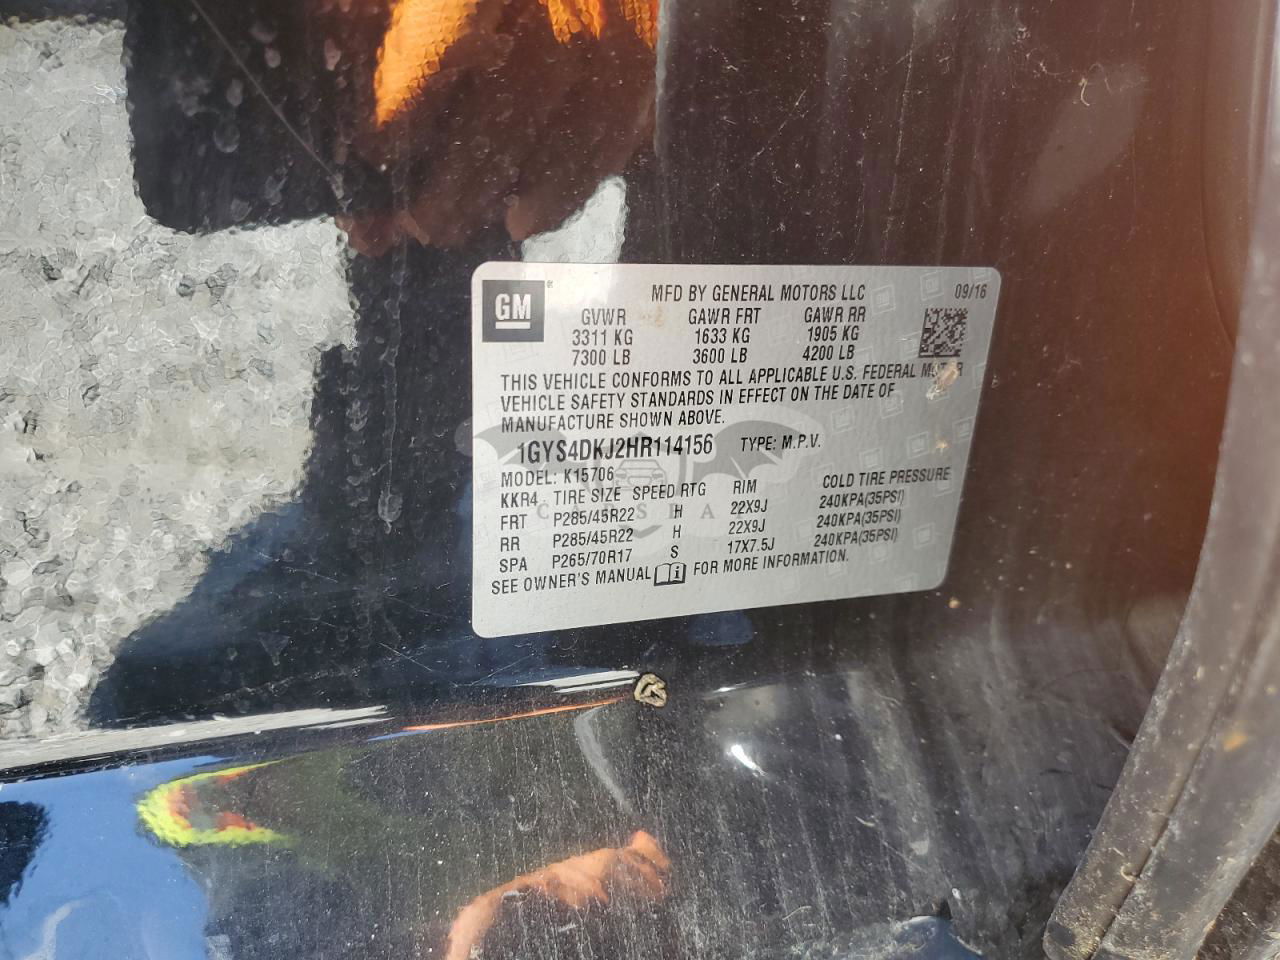 GM
MFD BY GENERAL MOTORS LLC 09/16
GVWR GAWR FRT GAWR RR
3311 KG 1633 KG 1905 KG
7300 LB 3600 LB 4200 LB
THIS VEHICLE CONFORMS TO ALL APPLICABLE U.S. FEDERAL MOTOR
VEHICLE SAFETY STANDARDS IN EFFECT ON THE DATE OF
MANUFACTURE SHOWN ABOVE.
1GYS4DKJ2HR114156 TYPE: M.P.V.
MODEL: K15706
KKR4 TIRE SIZE SPEED RTG RIM COLD TIRE PRESSURE
FRT P285/45R22 H 22X9J 240KPA(35PSI)
RR P285/45R22 H 22X9J 240KPA(35PSI)
SPA P265/70R17 S 17X7.5J 240KPA(35PSI)
SEE OWNER'S MANUAL FOR MORE INFORMATION.